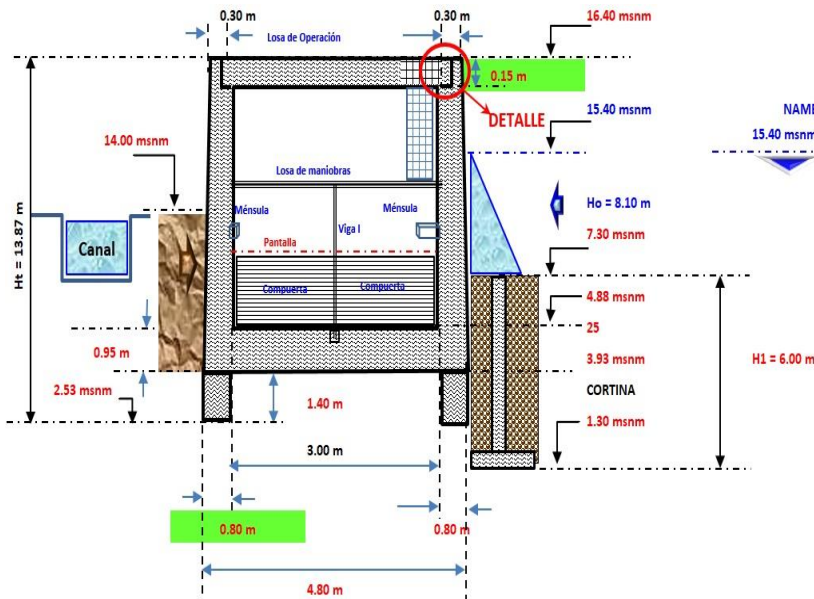 0.30 m
0.30 m
16.40 msnm
Losa de Operación
0.15 m
DETALLE
15.40 msnm
NAME
15.40 msnm
14.00 msnm
Losa de maniobras
Ménsula
Ménsula
Viga I
Ho = 8.10 m
Canal
Pantalla
7.30 msnm
Ht = 13.87 m
Compuerta
Compuerta
4.88 msnm
25
0.95 m
3.93 msnm
H1 = 6.00 m
2.53 msnm
CORTINA
1.40 m
1.30 msnm
3.00 m
0.80 m
0.80 m
4.80 m